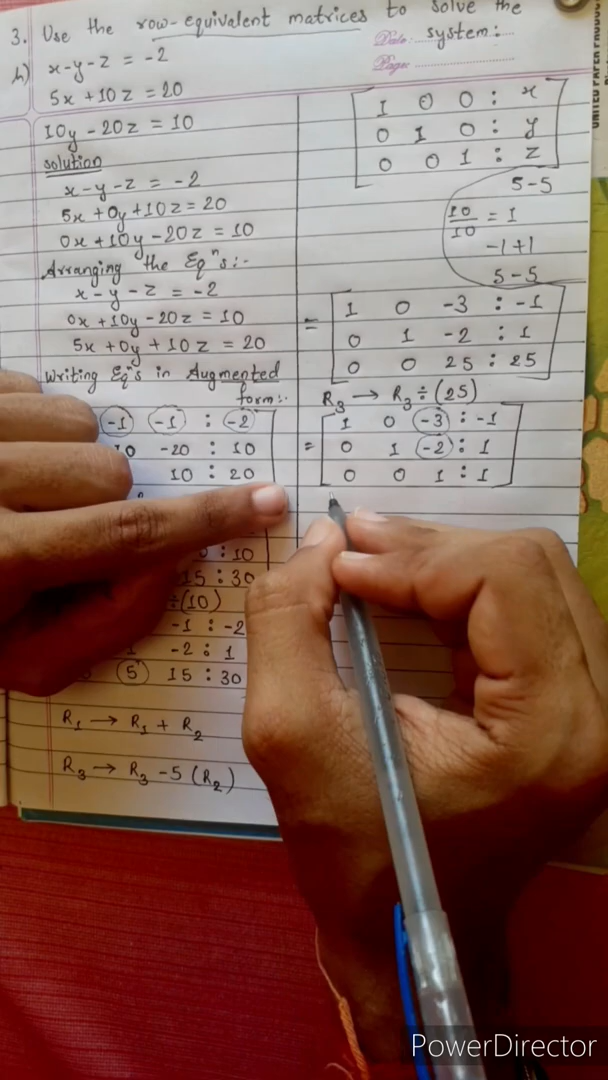 3. Use the row-equivalent matrices to solve the
Date: system:
Page:
h) x-y-z = -2
5x + 10z = 20
10y - 20z = 10
solution
x-y-z = -2
5x + 0y + 10z = 20
0x + 10y - 20z = 10
Arranging the Eqⁿs:-
x - y - z = -2
0x + 10y - 20z = 10
5x + 0y + 10z = 20
Writing Eqⁿs in Augmented
form:-
-1 -1 : -2
10 -20 : 10
10 : 20
: 10
15 : 30
÷(10)
-1 : -2
-2 : 1
5 15 : 30
R₁ → R₁ + R₂
R₃ → R₃ - 5 (R₂)
1 0 0 : x
0 1 0 : y
0 0 1 : z
5-5
10/10 = 1
-1+1
5-5
= 1 0 -3 : -1
0 1 -2 : 1
0 0 25 : 25
R₃ → R₃ ÷ (25)
= 1 0 -3 : -1
0 1 -2 : 1
0 0 1 : 1
UNITED PAPER PRODUC
PowerDirector